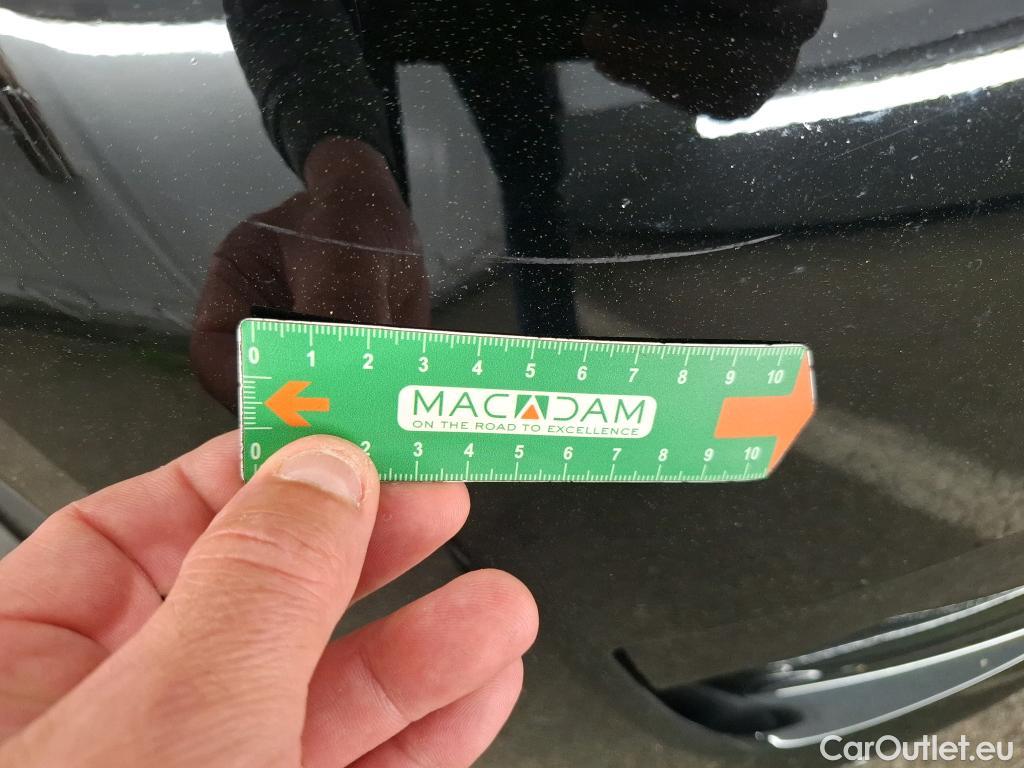 0 1 2 3 4 5 6 7 8 9 10
MACADAM
ON THE ROAD TO EXCELLENCE
0 2 3 4 5 6 7 8 9 10
CarOutlet.eu